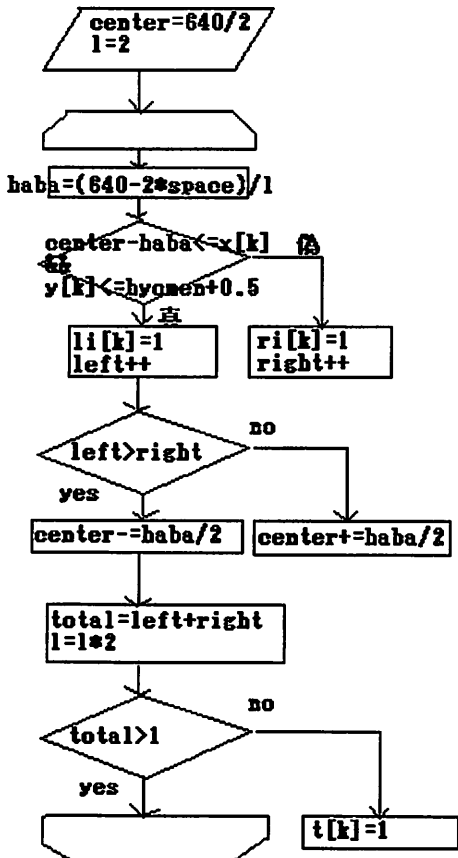 center=640/2
l=2
haba=(640-2*space)/l
center-haba<=x[k]
偽
&&
y[k]<=hyomen+0.5
真
li[k]=1
left++
ri[k]=1
right++
left>right
no
yes
center-=haba/2
center+=haba/2
total=left+right
l=l*2
total>1
no
yes
t[k]=1